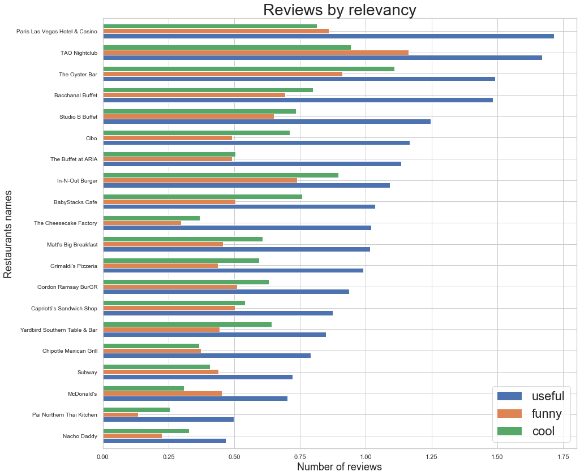 Reviews by relevancy
Restaurants names
Paris Las Vegas Hotel & Casino
TAO Nightclub
The Oyster Bar
Bacchanal Buffet
Studio B Buffet
Cibo
The Buffet at ARIA
In-N-Out Burger
BabyStacks Cafe
The Cheesecake Factory
Matt's Big Breakfast
Grimaldi's Pizzeria
Gordon Ramsay BurGR
Capriotti's Sandwich Shop
Yardbird Southern Table & Bar
Chipotle Mexican Grill
Subway
McDonald's
Pai Northern Thai Kitchen
Nacho Daddy
useful
funny
cool
0.00 0.25 0.50 0.75 1.00 1.25 1.50 1.75
Number of reviews